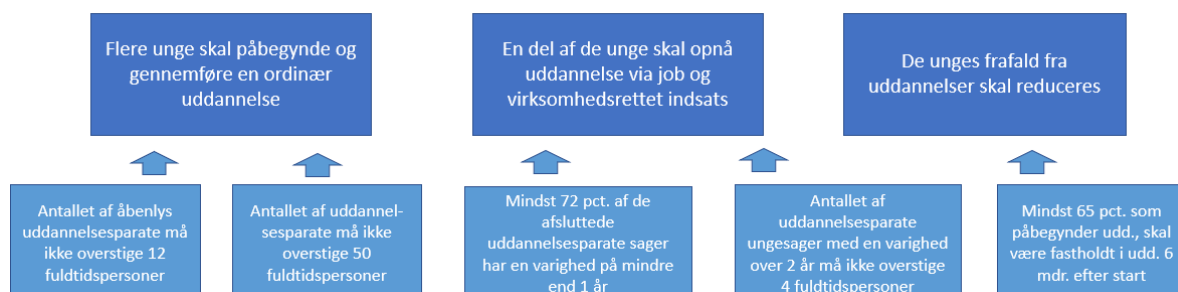 Flere unge skal påbegynde og
gennemføre en ordinær
uddannelse
En del af de unge skal opnå
uddannelse via job og
virksomhedsrettet indsats
De unges frafald fra
uddannelser skal reduceres
Antallet af åbenlys
uddannelsesparate må
ikke overstige 12
fuldtidspersoner
Antallet af uddannel-
sesparate må ikke
overstige 50
fuldtidspersoner
Mindst 72 pct. af de
afsluttede
uddannelsesparate sager
har en varighed på mindre
end 1 år
Antallet af
uddannelsesparate
ungesager med en varighed
over 2 år må ikke overstige
4 fuldtidspersoner
Mindst 65 pct. som
påbegynder udd., skal
være fastholdt i udd. 6
mdr. efter start